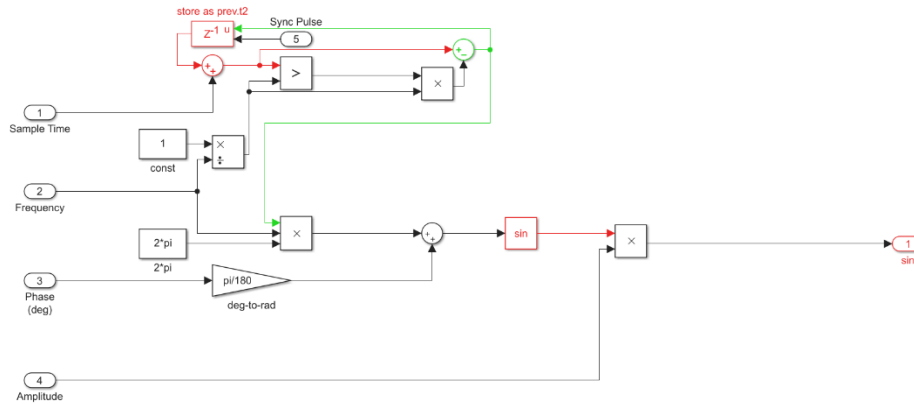 store as prev.t2
Sync Pulse
Z-1 u
5
+
+
+
−
>
×
1
Sample Time
1
×
÷
const
2
Frequency
2*pi
2*pi
×
+
+
sin
×
1
sin
3
Phase
(deg)
pi/180
deg-to-rad
4
Amplitude